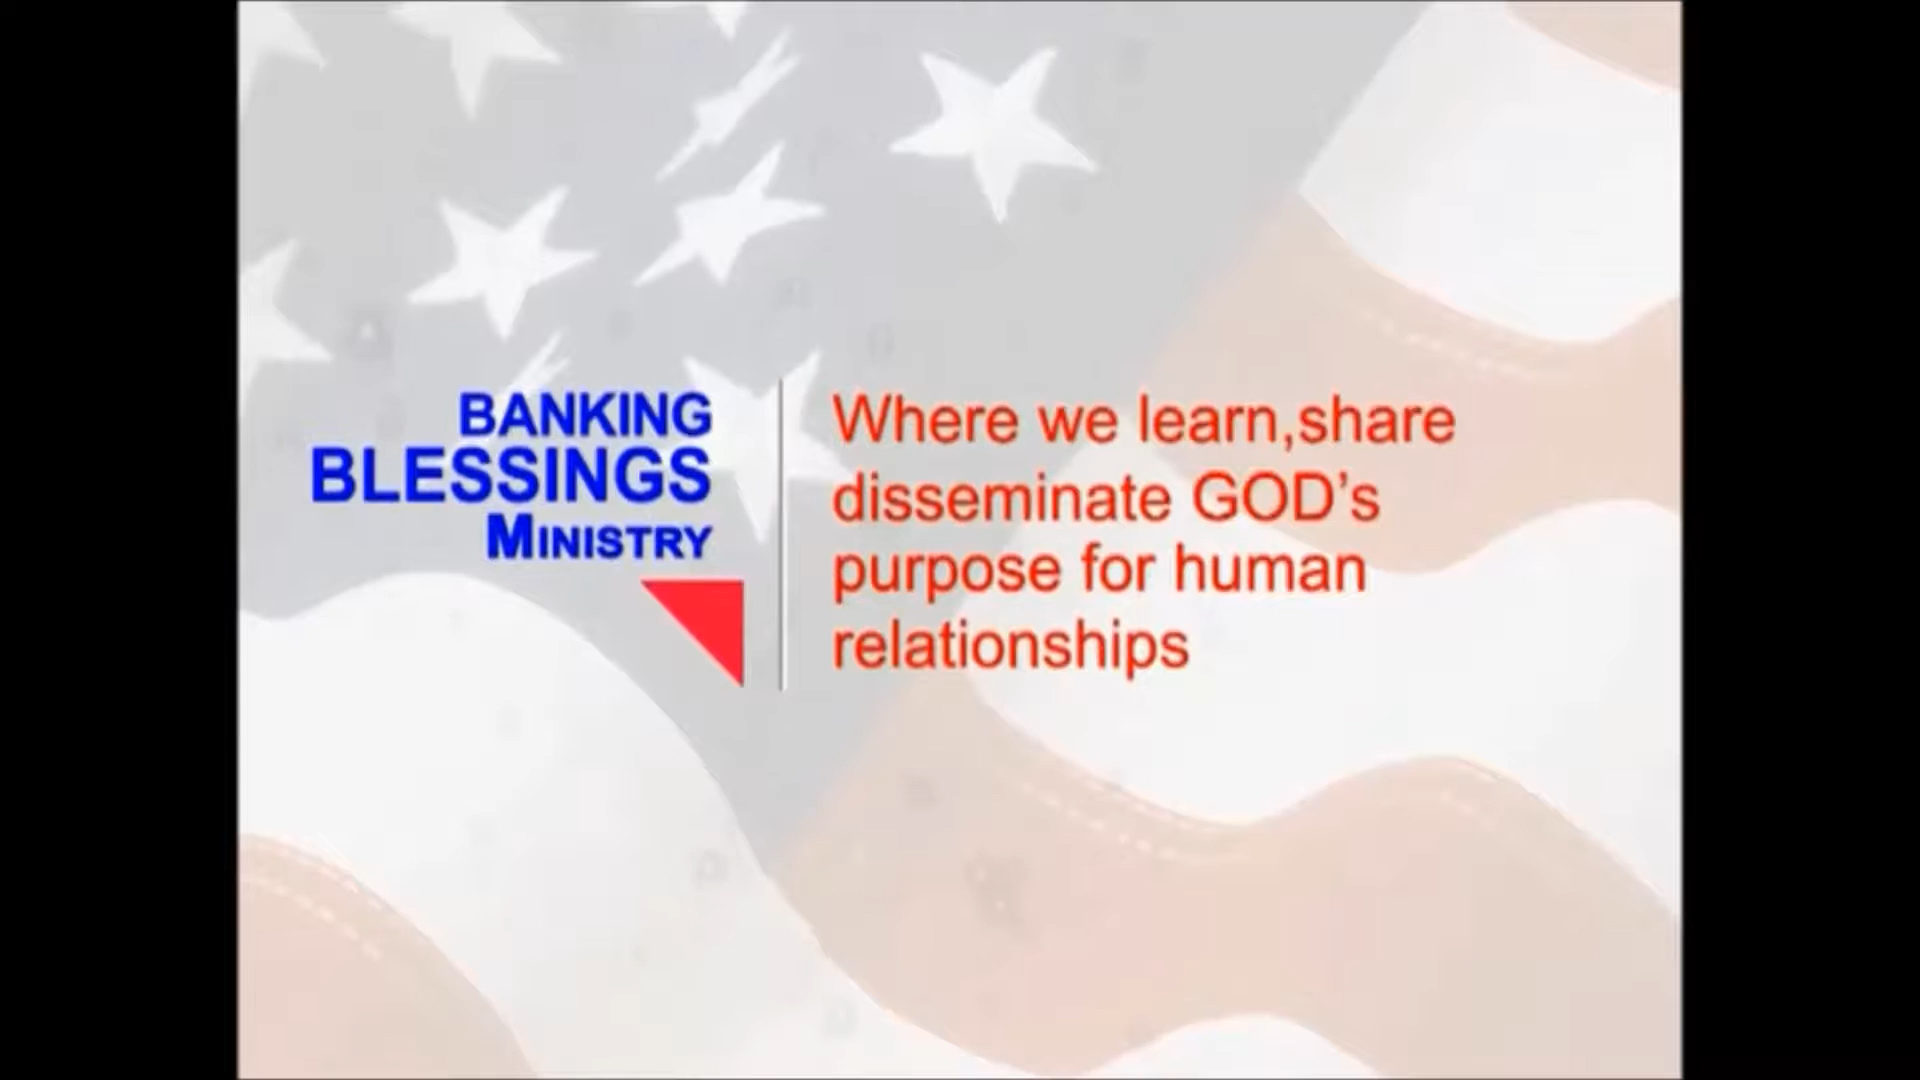 BANKING
BLESSINGS
MINISTRY
Where we learn,share
disseminate GOD's
purpose for human
relationships